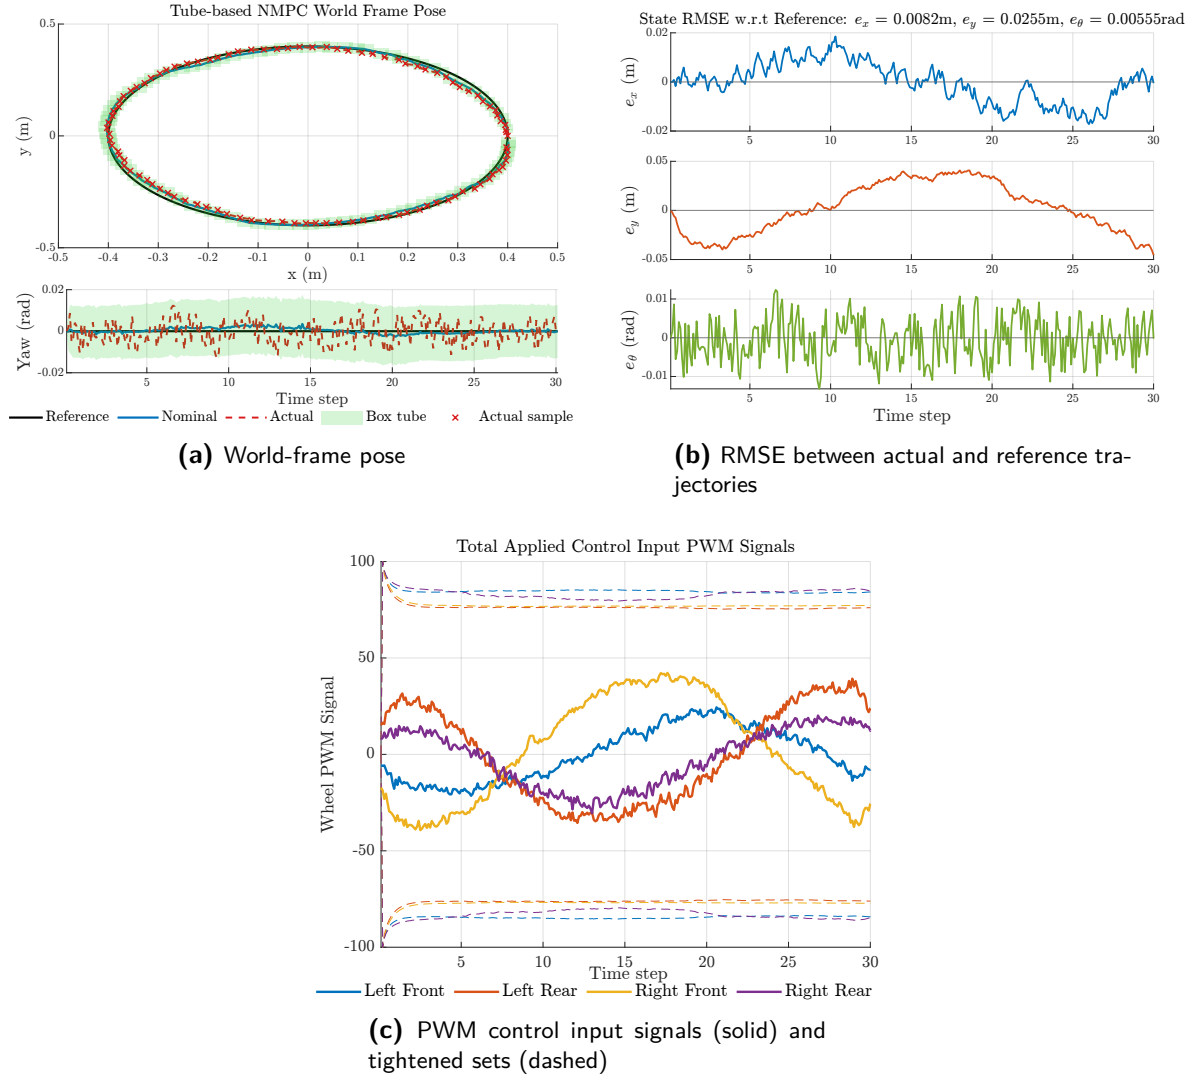 Tube-based NMPC World Frame Pose
0.5
0
-0.5
y (m)
-0.5 -0.4 -0.3 -0.2 -0.1 0 0.1 0.2 0.3 0.4 0.5
x (m)
0.02
0
-0.02
Yaw (rad)
5 10 15 20 25 30
Time step
Reference Nominal Actual Box tube Actual sample
(a) World-frame pose
State RMSE w.r.t Reference: eₓ = 0.0082m, e_y = 0.0255m, e_θ = 0.00555rad
0.02
0
-0.02
eₓ (m)
5 10 15 20 25 30
0.05
0
-0.05
e_y (m)
5 10 15 20 25 30
0.01
0
-0.01
e_θ (rad)
5 10 15 20 25 30
Time step
(b) RMSE between actual and reference tra-
jectories
Total Applied Control Input PWM Signals
100
50
0
-50
-100
Wheel PWM Signal
5 10 15 20 25 30
Time step
Left Front Left Rear Right Front Right Rear
(c) PWM control input signals (solid) and
tightened sets (dashed)